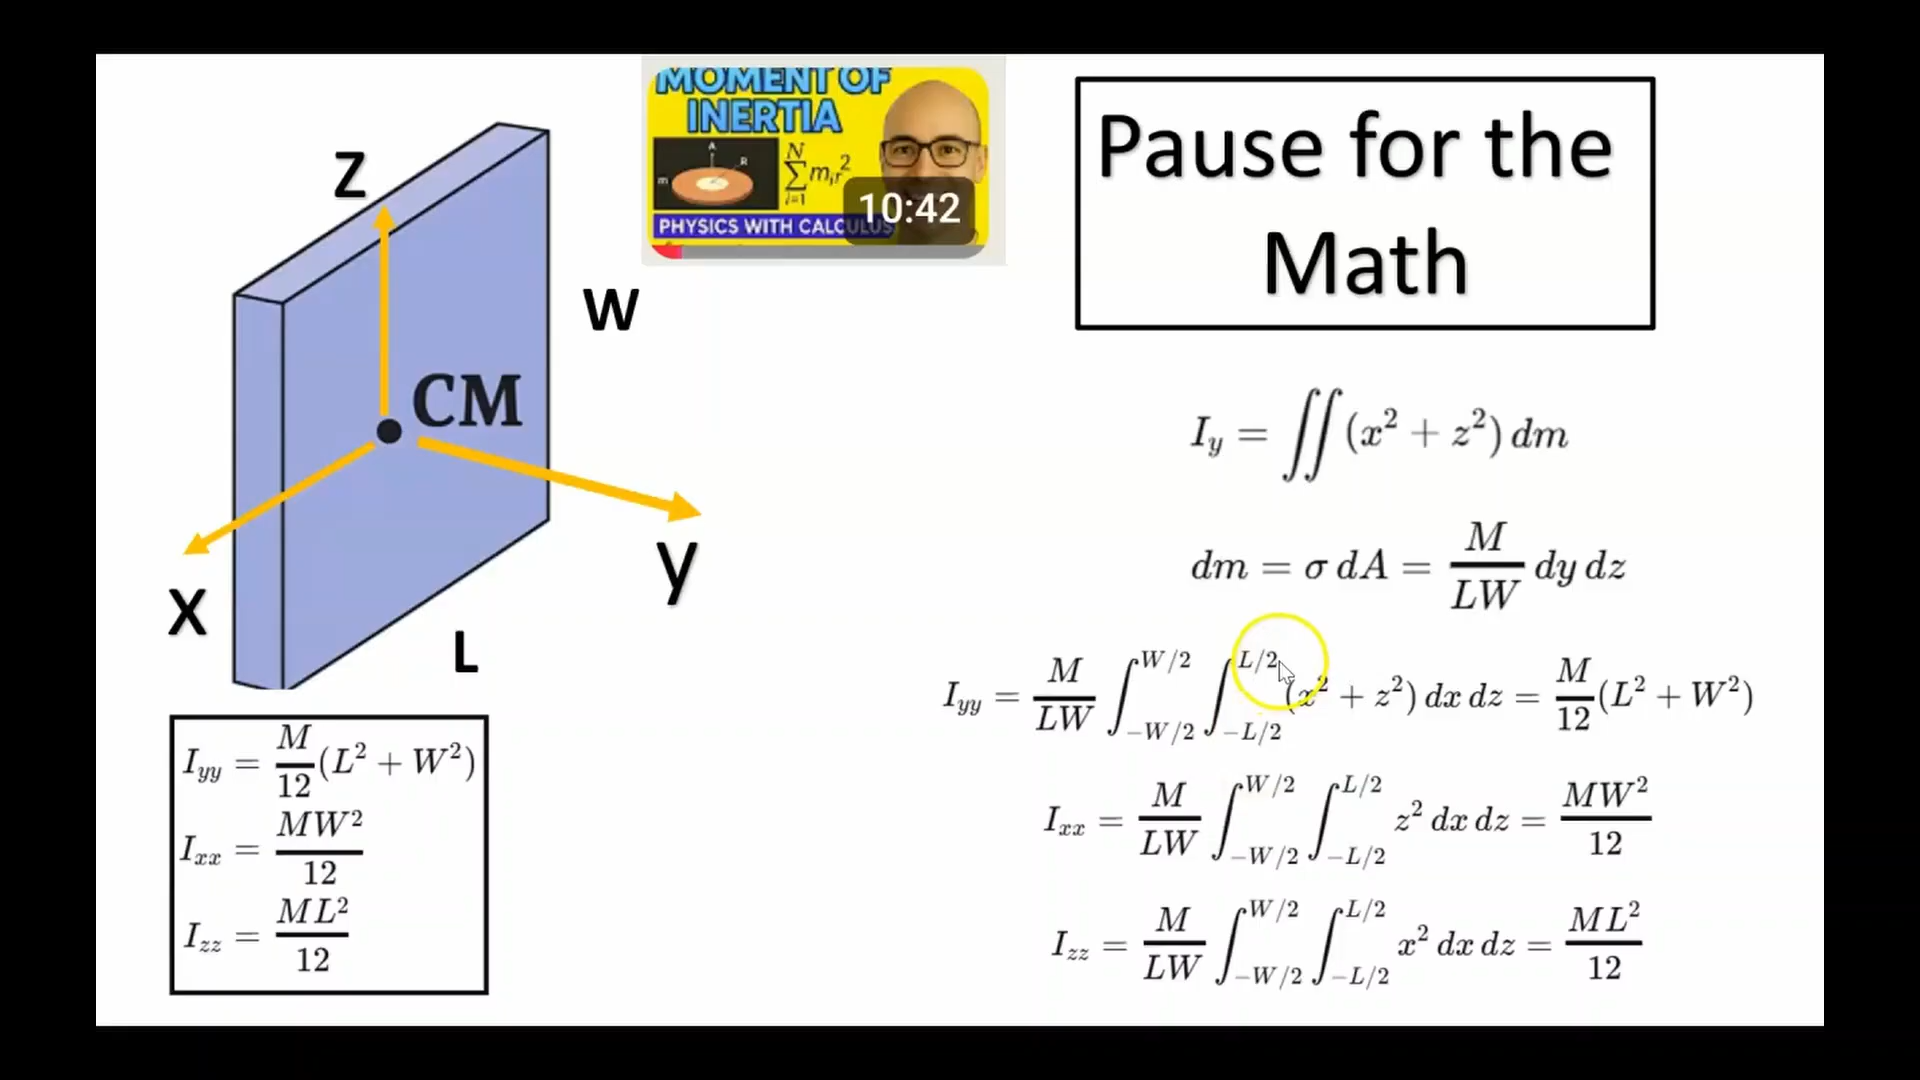 Z
W
CM
X
y
L
MOMENT OF
INERTIA
A
R
m
N
∑ mᵢr²
i=1
10:42
PHYSICS WITH CALCULUS
Pause for the
Math
I_y = ∬ (x² + z²) dm
dm = σ dA = M/LW dy dz
I_yy = M/LW ∫_{-W/2}^{W/2} ∫_{-L/2}^{L/2} (x² + z²) dx dz = M/12 (L² + W²)
I_xx = M/LW ∫_{-W/2}^{W/2} ∫_{-L/2}^{L/2} z² dx dz = MW²/12
I_zz = M/LW ∫_{-W/2}^{W/2} ∫_{-L/2}^{L/2} x² dx dz = ML²/12
I_yy = M/12 (L² + W²)
I_xx = MW²/12
I_zz = ML²/12